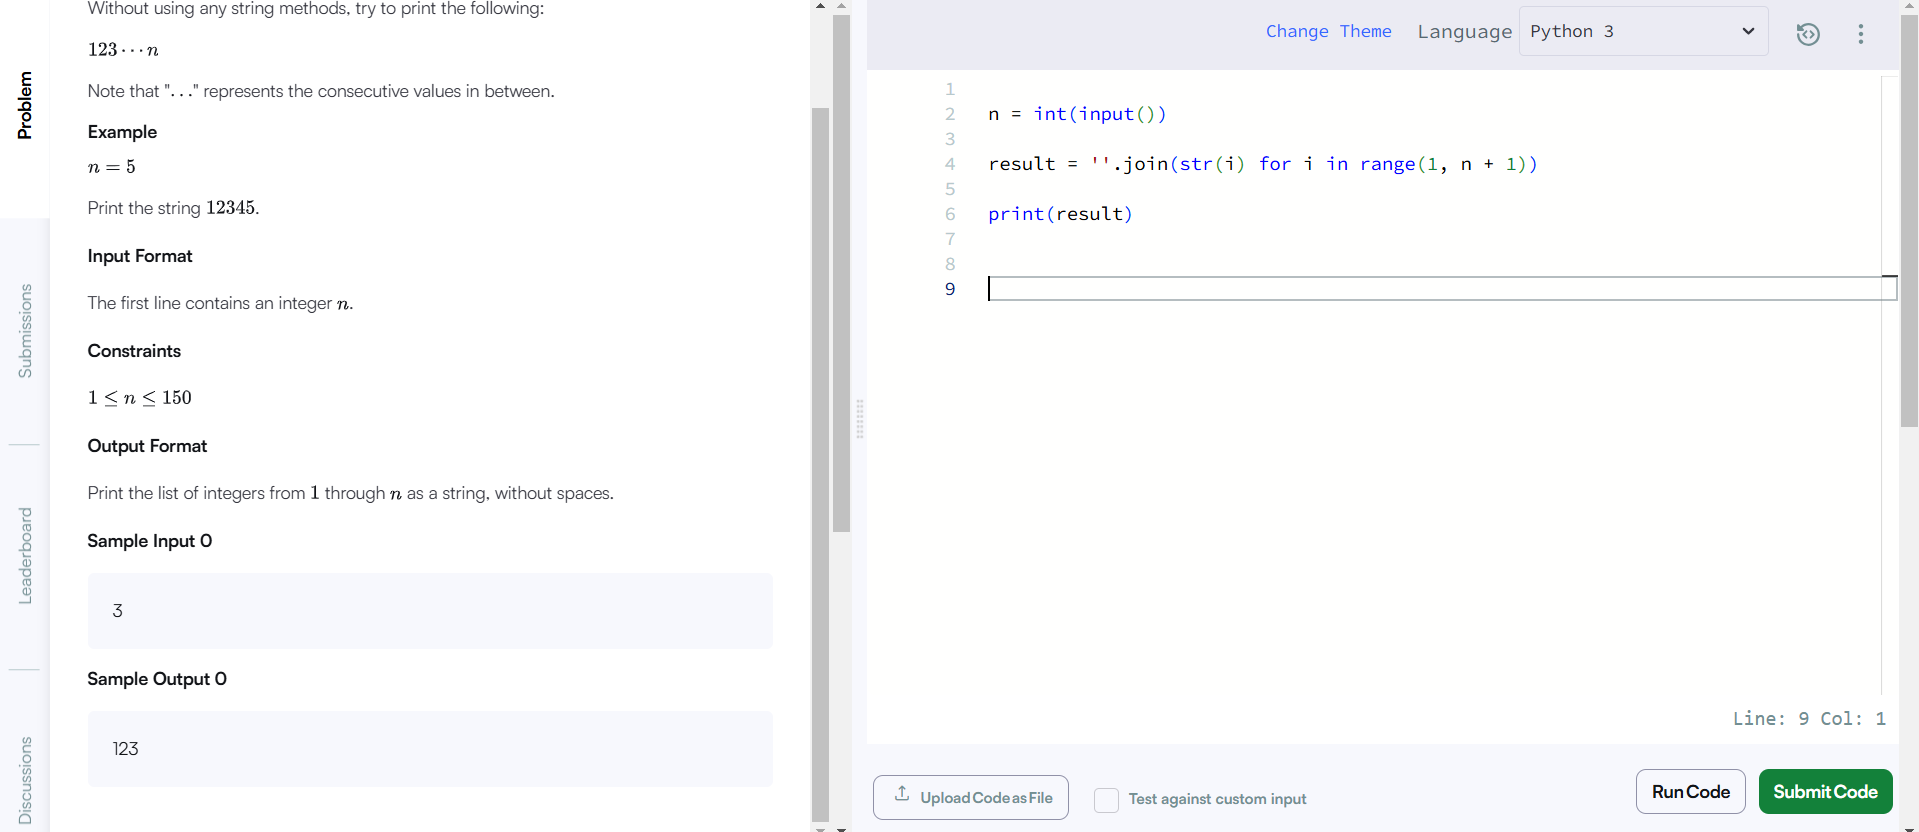 Problem
Submissions
Leaderboard
Discussions
Without using any string methods, try to print the following:
123···n
Note that "..." represents the consecutive values in between.
Example
n = 5
Print the string 12345.
Input Format
The first line contains an integer n.
Constraints
1 ≤ n ≤ 150
Output Format
Print the list of integers from 1 through n as a string, without spaces.
Sample Input 0
3
Sample Output 0
123
Change Theme Language Python 3
1
2 n = int(input())
3
4 result = ''.join(str(i) for i in range(1, n + 1))
5
6 print(result)
7
8
9
Line: 9 Col: 1
Upload Code as File Test against custom input Run Code Submit Code